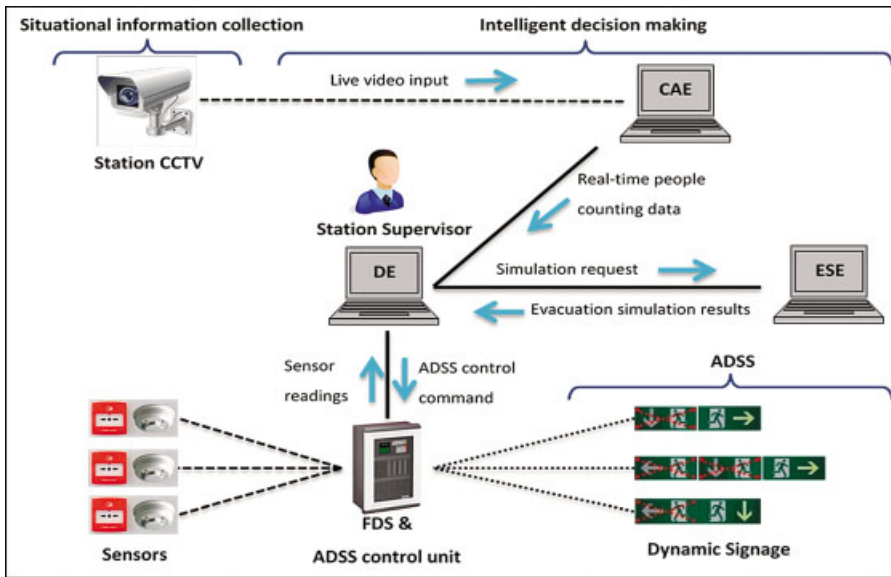 Situational information collection
Intelligent decision making
Live video input
CAE
Station CCTV
Real-time people
counting data
Station Supervisor
DE
Simulation request
ESE
Evacuation simulation results
Sensor
readings
ADSS control
command
ADSS
FDS &
ADSS control unit
Sensors
Dynamic Signage